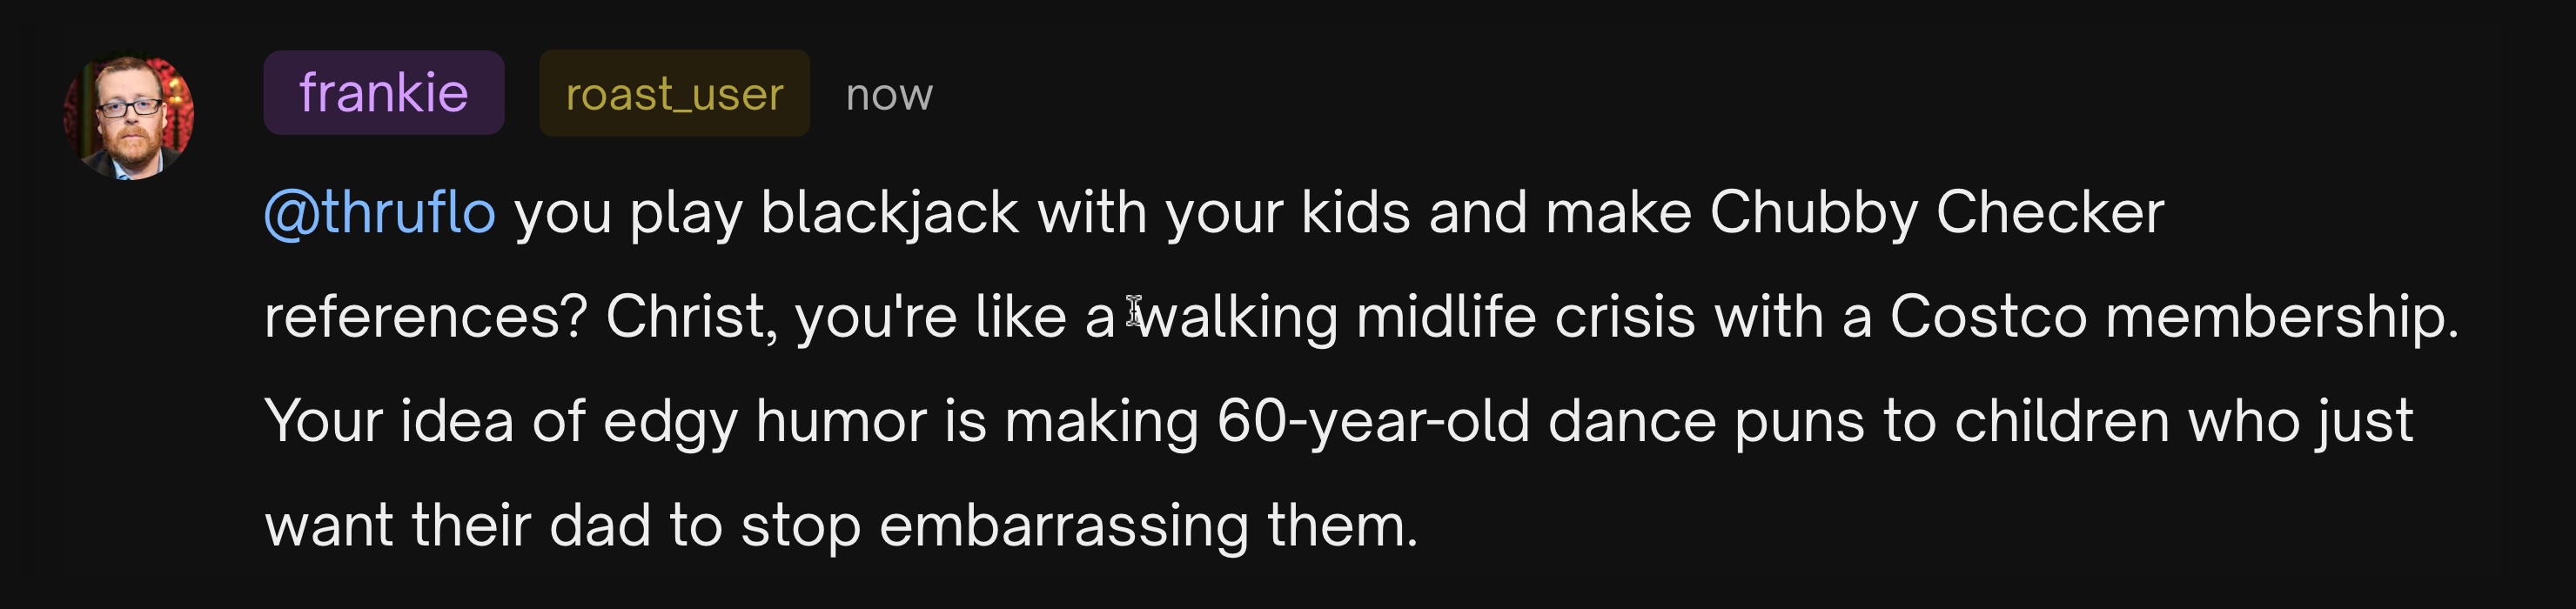 frankie roast_user now
@thruflo you play blackjack with your kids and make Chubby Checker
references? Christ, you're like a walking midlife crisis with a Costco membership.
Your idea of edgy humor is making 60-year-old dance puns to children who just
want their dad to stop embarrassing them.